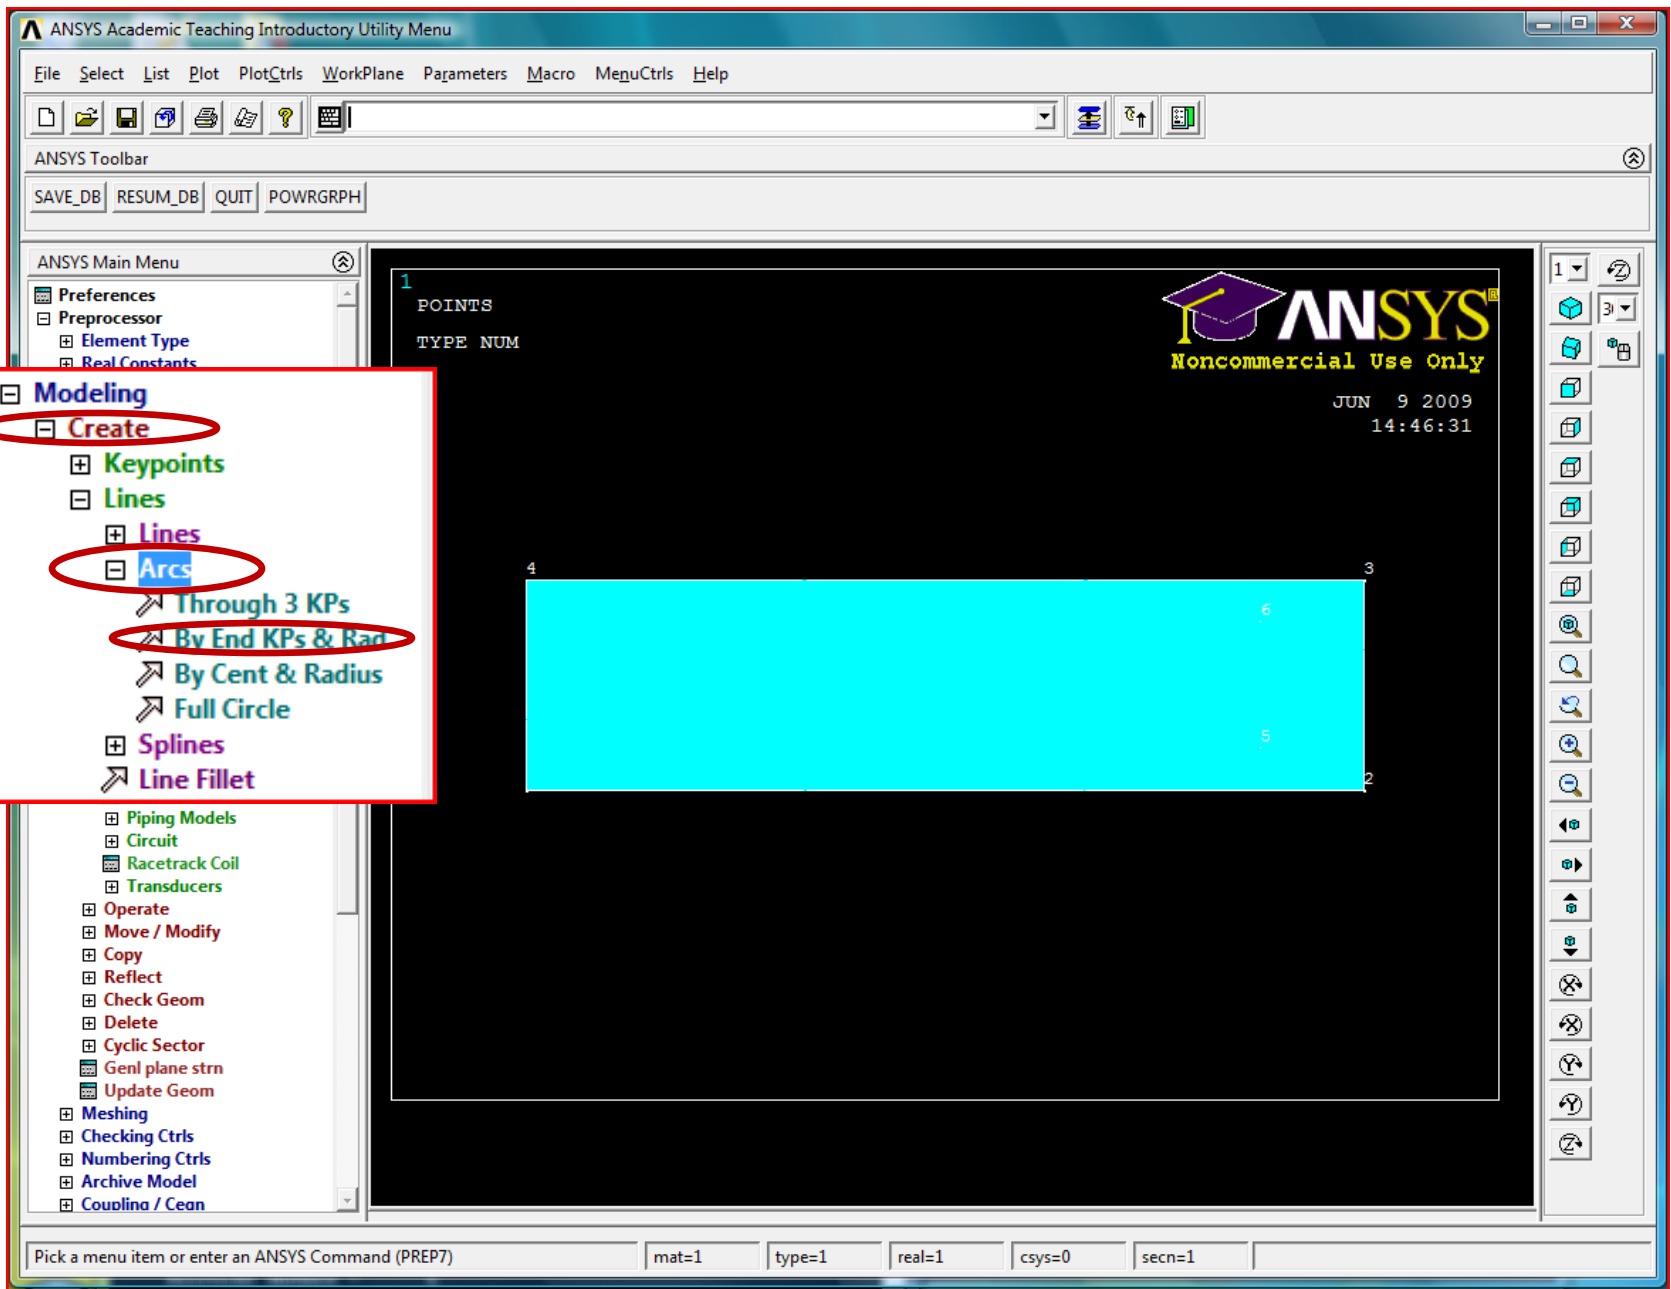 ANSYS Academic Teaching Introductory Utility Menu
File Select List Plot PlotCtrls WorkPlane Parameters Macro MenuCtrls Help
ANSYS Toolbar
SAVE_DB RESUM_DB QUIT POWRGRPH
ANSYS Main Menu
Preferences
Preprocessor
Element Type
Real Constants
Modeling
Create
Keypoints
Lines
Lines
Arcs
Through 3 KPs
By End KPs & Rad
By Cent & Radius
Full Circle
Splines
Line Fillet
Piping Models
Circuit
Racetrack Coil
Transducers
Operate
Move / Modify
Copy
Reflect
Check Geom
Delete
Cyclic Sector
Genl plane strn
Update Geom
Meshing
Checking Ctrls
Numbering Ctrls
Archive Model
Coupling / Ceqn
1
POINTS
TYPE NUM
ANSYS®
Noncommercial Use Only
JUN 9 2009
14:46:31
4
3
6
5
2
1
Pick a menu item or enter an ANSYS Command (PREP7) mat=1 type=1 real=1 csys=0 secn=1